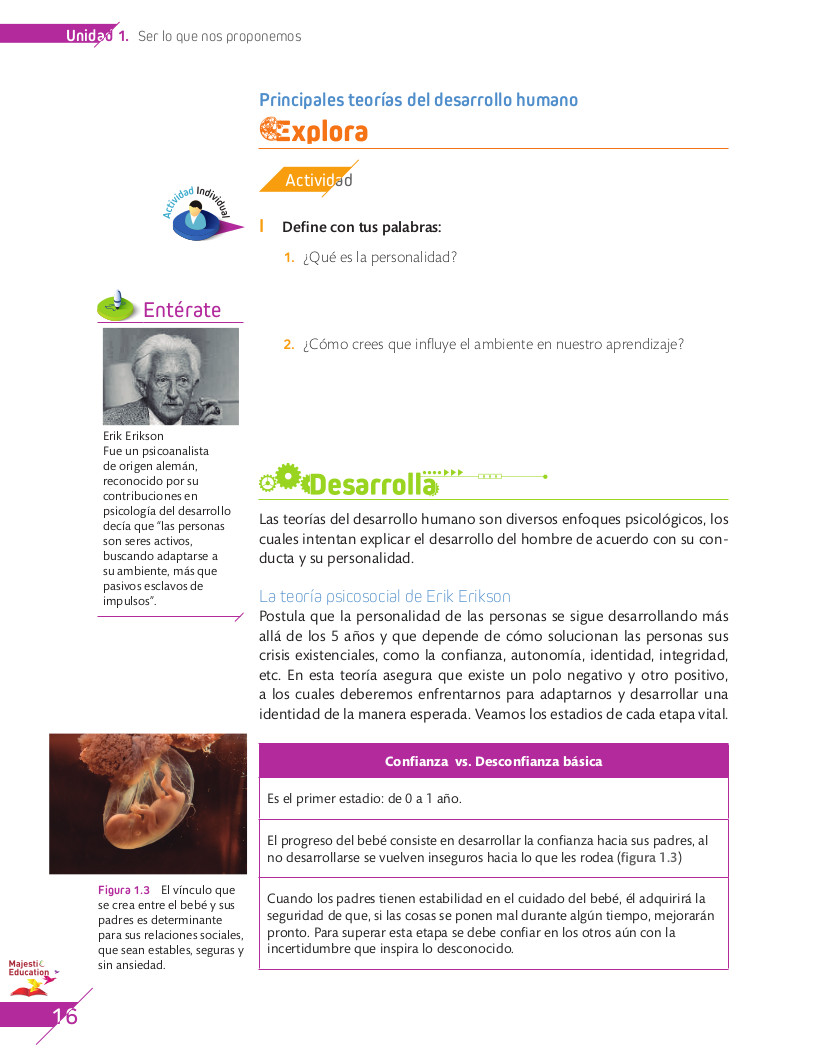 Unidad 1. Ser lo que nos proponemos
Principales teorías del desarrollo humano
Explora
Actividad
Actividad Individual
I Define con tus palabras:
1. ¿Qué es la personalidad?
2. ¿Cómo crees que influye el ambiente en nuestro aprendizaje?
Entérate
Erik Erikson
Fue un psicoanalista
de origen alemán,
reconocido por su
contribuciones en
psicología del desarrollo
decía que “las personas
son seres activos,
buscando adaptarse a
su ambiente, más que
pasivos esclavos de
impulsos”.
Desarrolla
Las teorías del desarrollo humano son diversos enfoques psicológicos, los
cuales intentan explicar el desarrollo del hombre de acuerdo con su con-
ducta y su personalidad.
La teoría psicosocial de Erik Erikson
Postula que la personalidad de las personas se sigue desarrollando más
allá de los 5 años y que depende de cómo solucionan las personas sus
crisis existenciales, como la confianza, autonomía, identidad, integridad,
etc. En esta teoría asegura que existe un polo negativo y otro positivo,
a los cuales deberemos enfrentarnos para adaptarnos y desarrollar una
identidad de la manera esperada. Veamos los estadios de cada etapa vital.
Confianza vs. Desconfianza básica
Es el primer estadio: de 0 a 1 año.
El progreso del bebé consiste en desarrollar la confianza hacia sus padres, al
no desarrollarse se vuelven inseguros hacia lo que les rodea (figura 1.3)
Cuando los padres tienen estabilidad en el cuidado del bebé, él adquirirá la
seguridad de que, si las cosas se ponen mal durante algún tiempo, mejorarán
pronto. Para superar esta etapa se debe confiar en los otros aún con la
incertidumbre que inspira lo desconocido.
Figura 1.3 El vínculo que
se crea entre el bebé y sus
padres es determinante
para sus relaciones sociales,
que sean estables, seguras y
sin ansiedad.
Majestic
Education
16